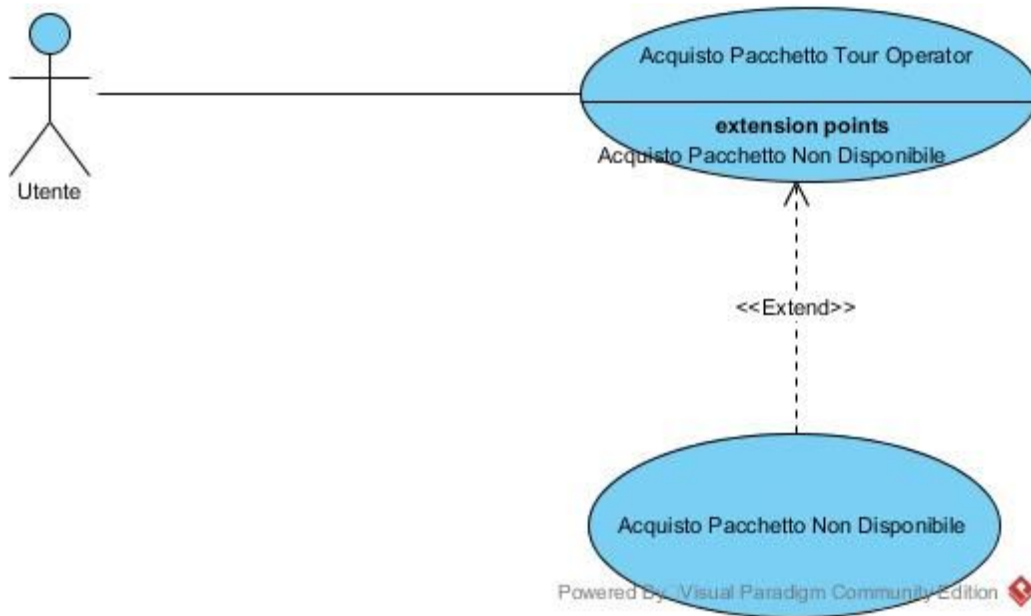 Acquisto Pacchetto Tour Operator
extension points
Acquisto Pacchetto Non Disponibile
Utente
<<Extend>>
Acquisto Pacchetto Non Disponibile
Powered By Visual Paradigm Community Edition